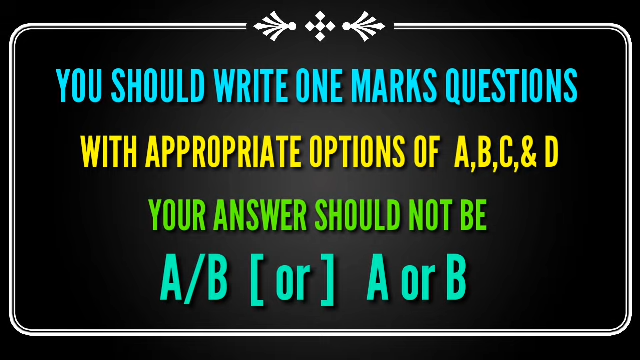 YOU SHOULD WRITE ONE MARKS QUESTIONS
WITH APPROPRIATE OPTIONS OF A,B,C,& D
YOUR ANSWER SHOULD NOT BE
A/B [ or ] A or B